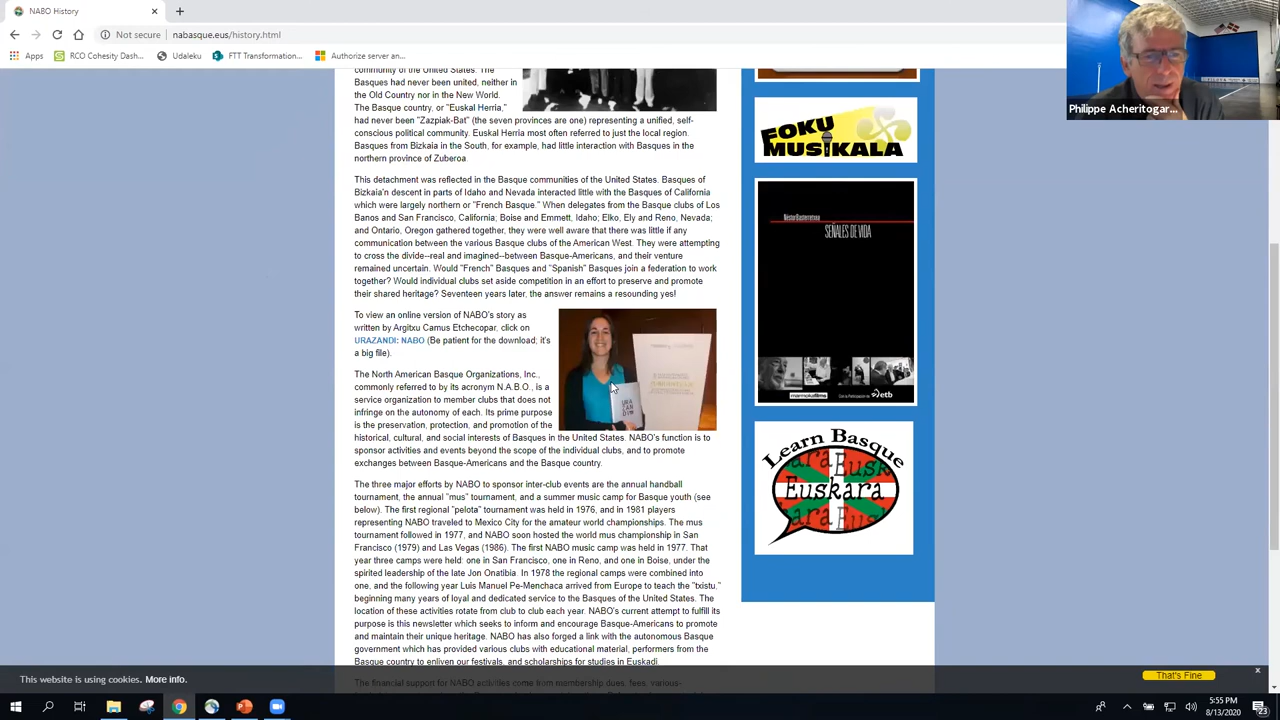 NABO History
Not secure | nabasque.eus/history.html
Apps
RCO Cohesity Dash...
Udaleku
FTT Transformation...
Authorize server an...
Philippe Acheritogar...
community of the United States. The
Basques had never been united, neither in
the Old Country nor in the New World.
The Basque country, or "Euskal Herria,"
had never been "Zazpiak-Bat" (the seven provinces are one) representing a unified, self-
conscious political community. Euskal Herria most often referred to just the local region.
Basques from Bizkaia in the South, for example, had little interaction with Basques in the
northern province of Zuberoa.
This detachment was reflected in the Basque communities of the United States. Basques of
Bizkaia'n descent in parts of Idaho and Nevada interacted little with the Basques of California
which were largely northern or "French Basque." When delegates from the Basque clubs of Los
Banos and San Francisco, California; Boise and Emmett, Idaho; Elko, Ely and Reno, Nevada;
and Ontario, Oregon gathered together, they were well aware that there was little if any
communication between the various Basque clubs of the American West. They were attempting
to cross the divide--real and imagined--between Basque-Americans, and their venture
remained uncertain. Would "French" Basques and "Spanish" Basques join a federation to work
together? Would individual clubs set aside competition in an effort to preserve and promote
their shared heritage? Seventeen years later, the answer remains a resounding yes!
To view an online version of NABO's story as
written by Argitxu Camus Etchecopar, click on
URAZANDI: NABO (Be patient for the download; it's
a big file).
The North American Basque Organizations, Inc.,
commonly referred to by its acronym N.A.B.O., is a
service organization to member clubs that does not
infringe on the autonomy of each. Its prime purpose
is the preservation, protection, and promotion of the
historical, cultural, and social interests of Basques in the United States. NABO's function is to
sponsor activities and events beyond the scope of the individual clubs, and to promote
exchanges between Basque-Americans and the Basque country.
The three major efforts by NABO to sponsor inter-club events are the annual handball
tournament, the annual "mus" tournament, and a summer music camp for Basque youth (see
below). The first regional "pelota" tournament was held in 1976, and in 1981 players
representing NABO traveled to Mexico City for the amateur world championships. The mus
tournament followed in 1977, and NABO soon hosted the world mus championship in San
Francisco (1979) and Las Vegas (1986). The first NABO music camp was held in 1977. That
year three camps were held: one in San Francisco, one in Reno, and one in Boise, under the
spirited leadership of the late Jon Onatibia. In 1978 the regional camps were combined into
one, and the following year Luis Manuel Pe-Menchaca arrived from Europe to teach the "txistu,"
beginning many years of loyal and dedicated service to the Basques of the United States. The
location of these activities rotate from club to club each year. NABO's current attempt to fulfill its
purpose is this newsletter which seeks to inform and encourage Basque-Americans to promote
and maintain their unique heritage. NABO has also forged a link with the autonomous Basque
government which has provided various clubs with educational material, performers from the
Basque country to enliven our festivals, and scholarships for studies in Euskadi.
The financial support for NABO activities come from membership dues, fees, various-
FOKU
MUSIKALA
SEÑALES DE VIDA
etb
Learn Basque
Euskara
This website is using cookies. More info.
That's Fine
x
5:55 PM
8/13/2020
23